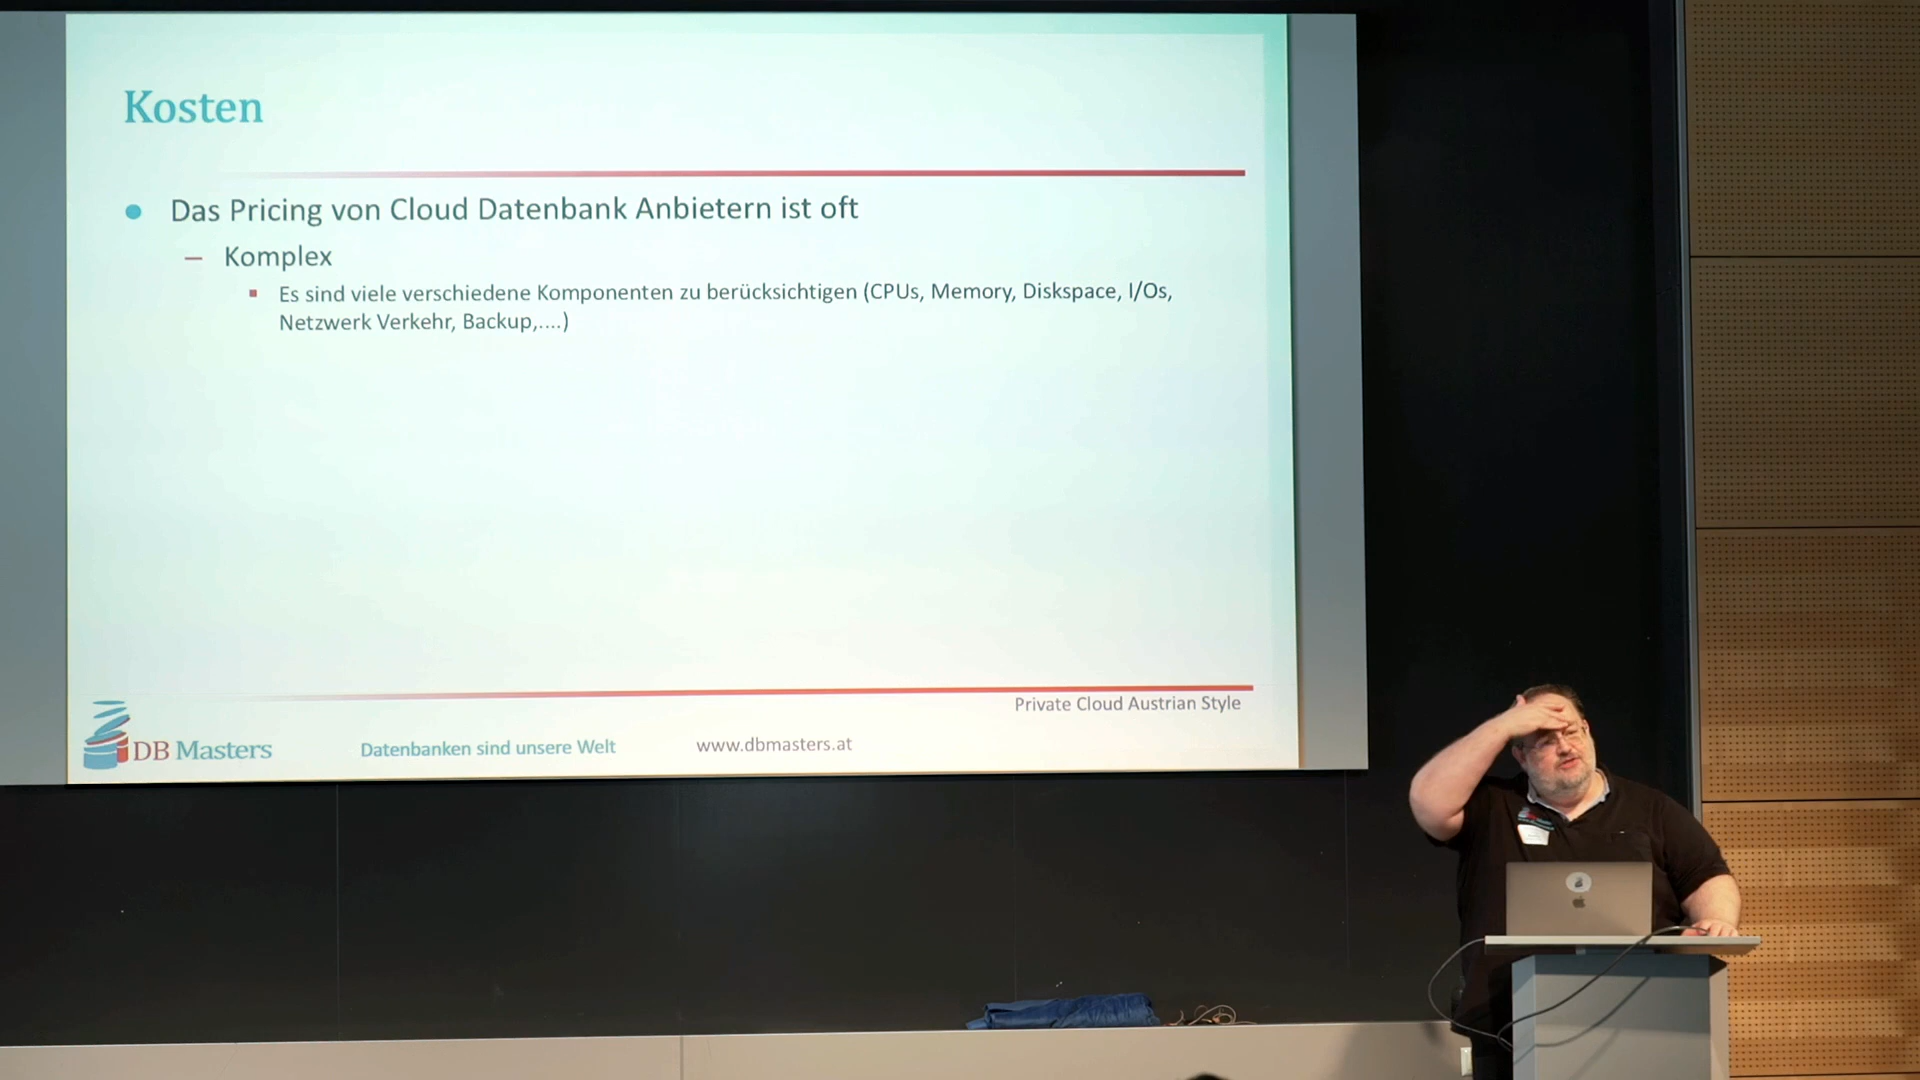 Kosten
Das Pricing von Cloud Datenbank Anbietern ist oft
Komplex
Es sind viele verschiedene Komponenten zu berücksichtigen (CPUs, Memory, Diskspace, I/Os,
Netzwerk Verkehr, Backup,....)
Private Cloud Austrian Style
DB Masters
Datenbanken sind unsere Welt
www.dbmasters.at